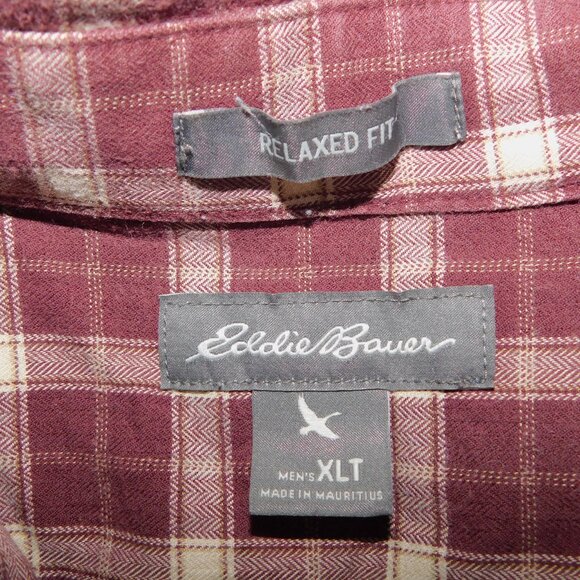 RELAXED FIT
Eddie Bauer
MEN'S XLT
MADE IN MAURITIUS